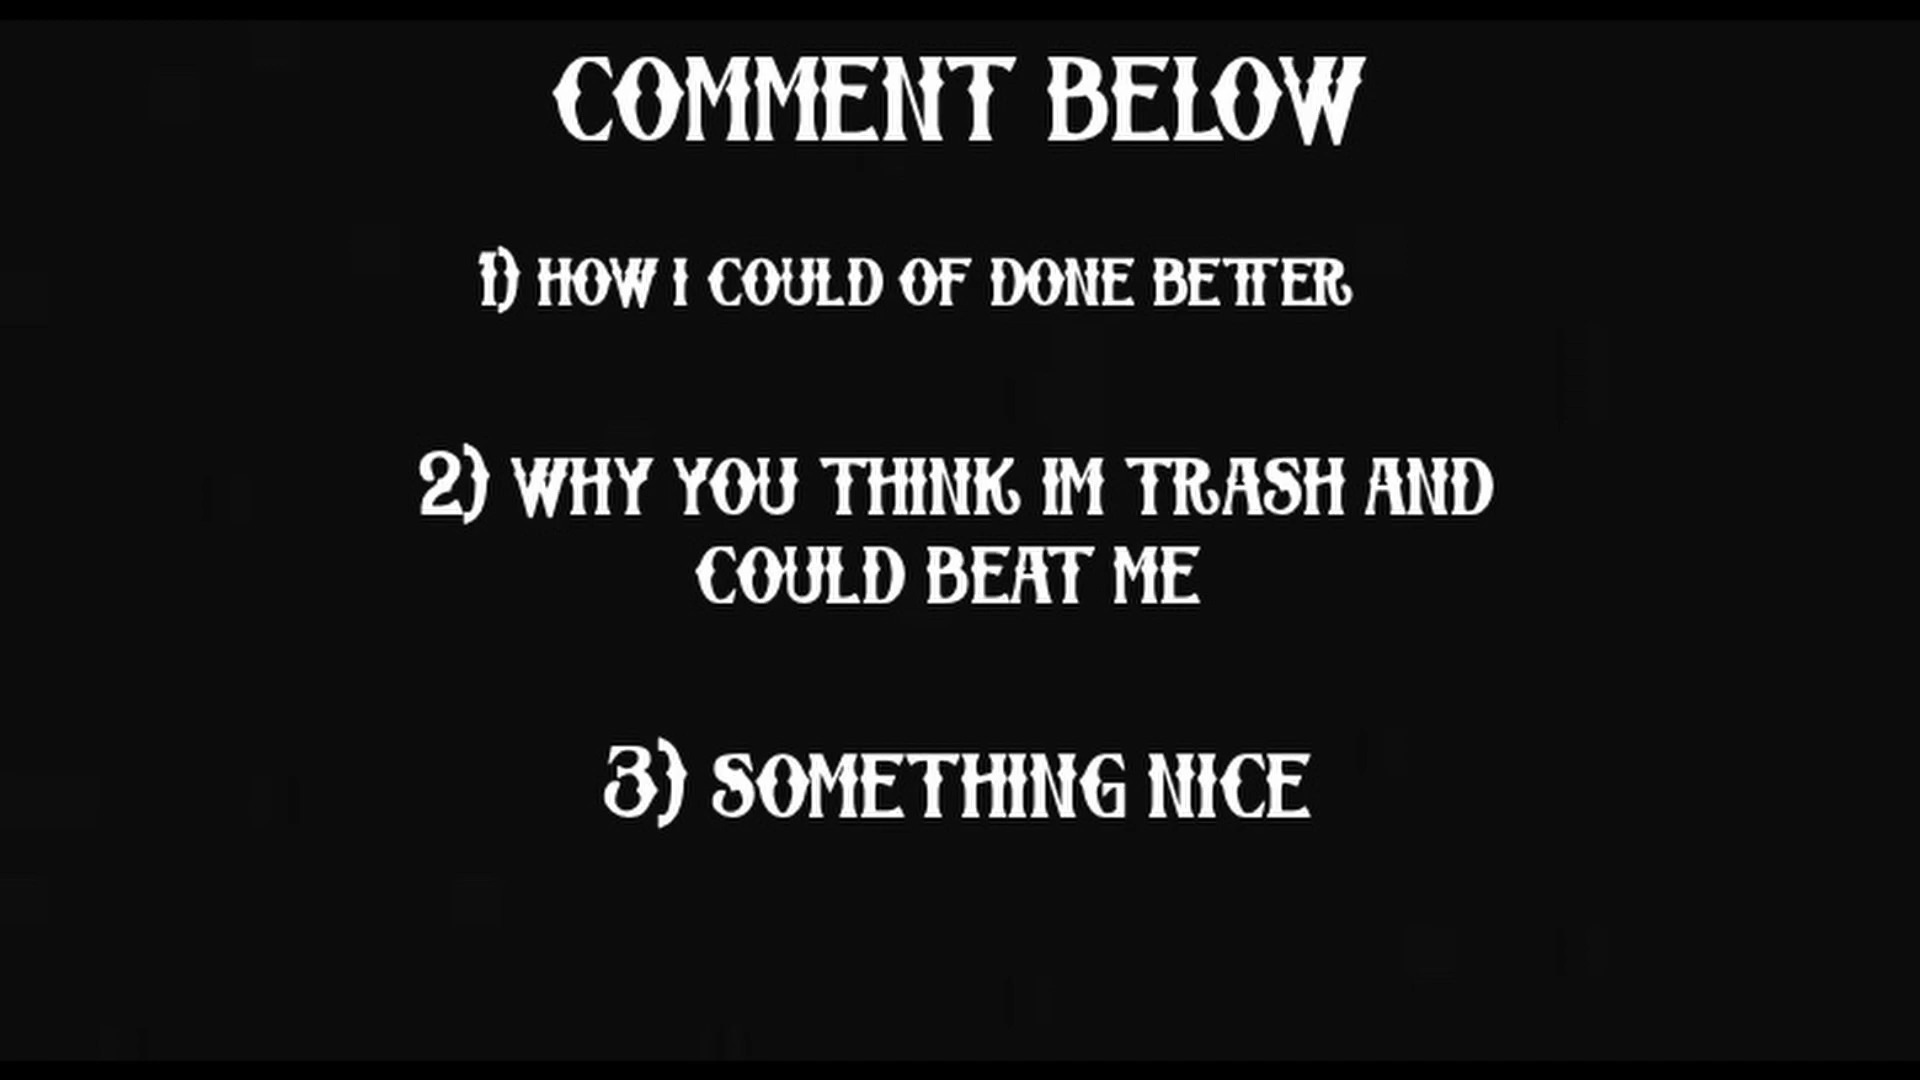 COMMENT BELOW
1) HOW I COULD OF DONE BETTER
2) WHY YOU THINK IM TRASH AND
COULD BEAT ME
3) SOMETHING NICE